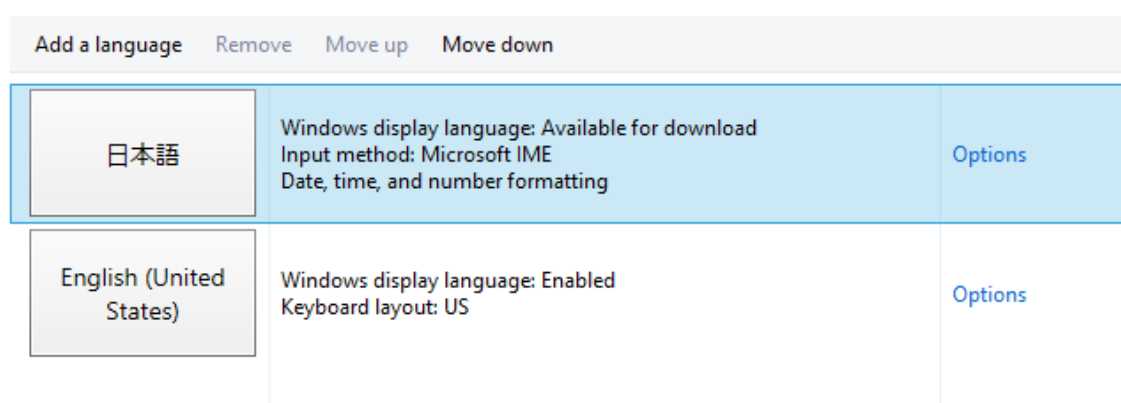 Add a language Remove Move up Move down
日本語
Windows display language: Available for download
Input method: Microsoft IME
Date, time, and number formatting
Options
English (United
States)
Windows display language: Enabled
Keyboard layout: US
Options